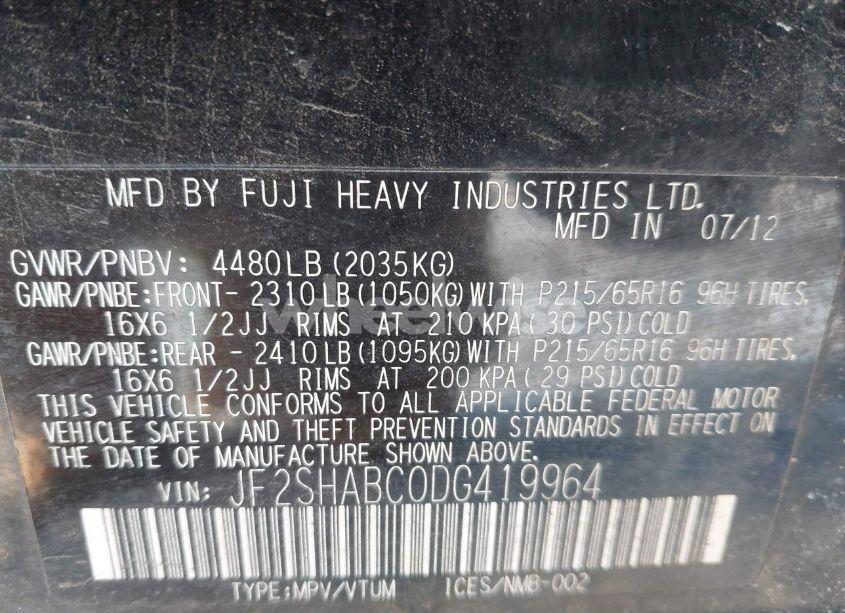 MFD BY FUJI HEAVY INDUSTRIES LTD.
MFD IN 07/12
GVWR/PNBV: 4480LB(2035KG)
GAWR/PNBE:FRONT- 2310LB(1050KG)WITH P215/65R16 96H TIRES,
16X6 1/2JJ RIMS AT 210KPA(30 PSI)COLD
GAWR/PNBE:REAR - 2410LB(1095KG)WITH P215/65R16 96H TIRES,
16X6 1/2JJ RIMS AT 200KPA(29 PSI)COLD
THIS VEHICLE CONFORMS TO ALL APPLICABLE FEDERAL MOTOR
VEHICLE SAFETY AND THEFT PREVENTION STANDARDS IN EFFECT ON
THE DATE OF MANUFACTURE SHOWN ABOVE.
VIN: JF2SHABC0DG419964
TYPE:MPV/VTUM ICES/NMB-002